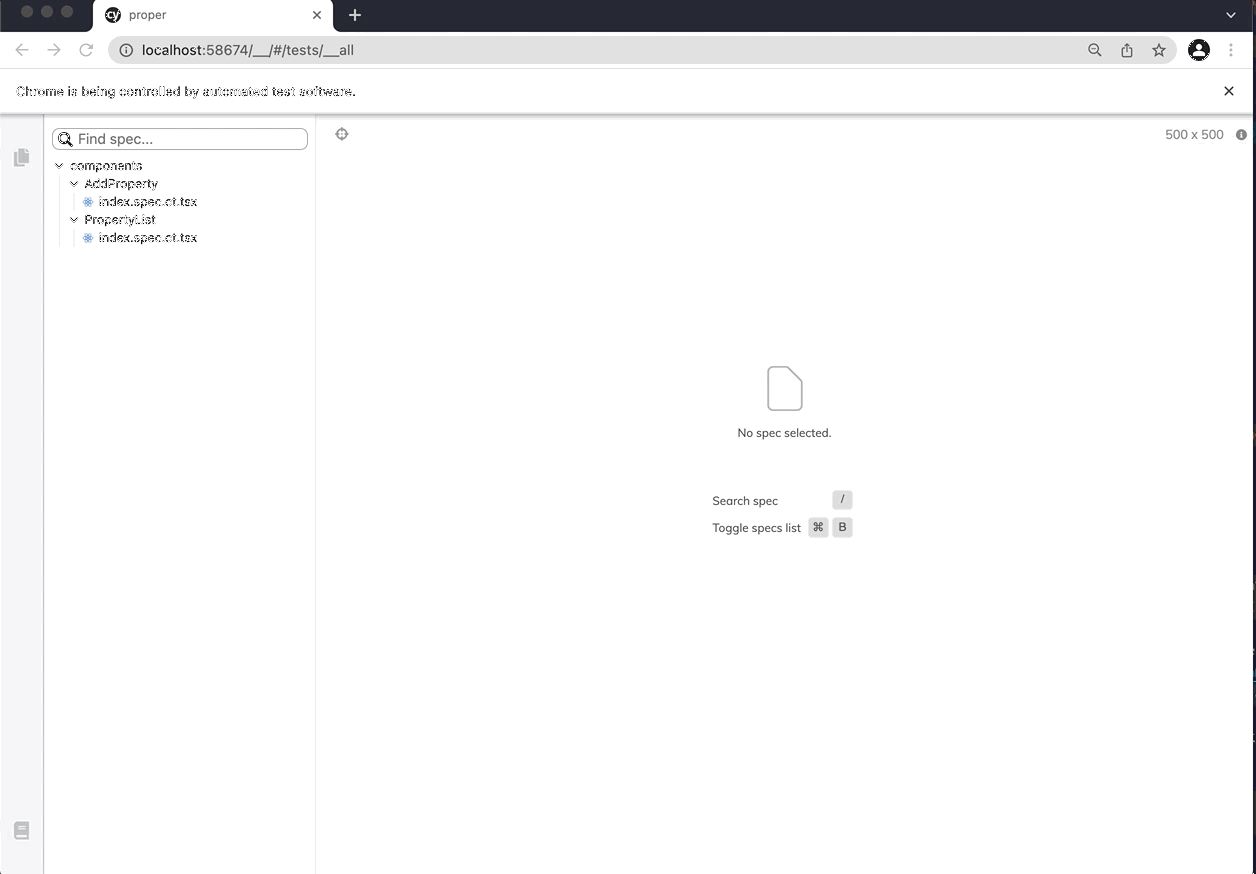 cy proper
localhost:58674/__/#/tests/__all
Chrome is being controlled by automated test software.
Find spec...
500 x 500
components
AddProperty
index.spec.ct.tsx
PropertyList
index.spec.ct.tsx
No spec selected.
Search spec /
Toggle specs list ⌘ B